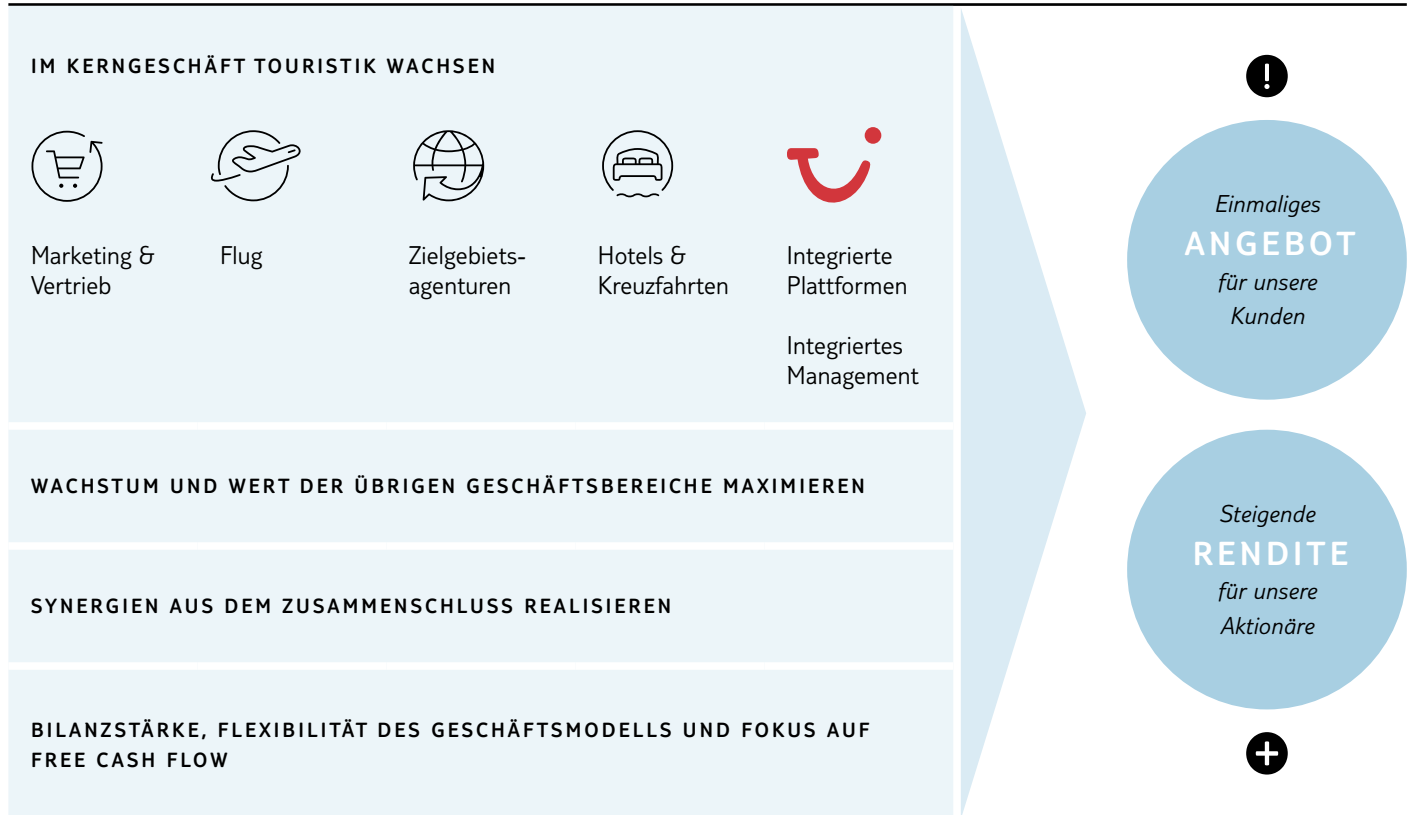 IM KERNGESCHÄFT TOURISTIK WACHSEN
Marketing &
Vertrieb
Flug
Zielgebiets-
agenturen
Hotels &
Kreuzfahrten
Integrierte
Plattformen
Integriertes
Management
WACHSTUM UND WERT DER ÜBRIGEN GESCHÄFTSBEREICHE MAXIMIEREN
SYNERGIEN AUS DEM ZUSAMMENSCHLUSS REALISIEREN
BILANZSTÄRKE, FLEXIBILITÄT DES GESCHÄFTSMODELLS UND FOKUS AUF
FREE CASH FLOW
Einmaliges
ANGEBOT
für unsere
Kunden
Steigende
RENDITE
für unsere
Aktionäre